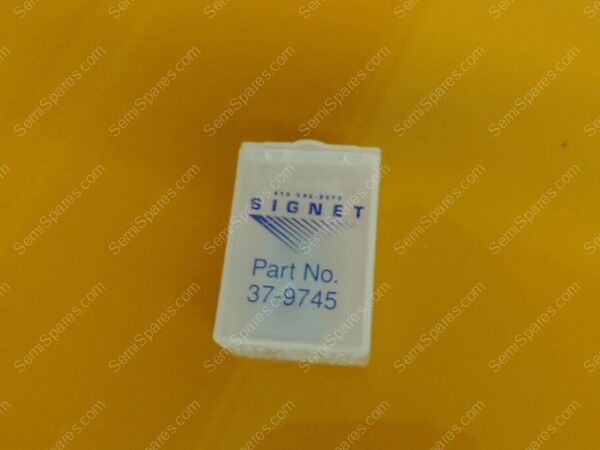 SIGNET
Part No.
37-9745
SemiSpares.com